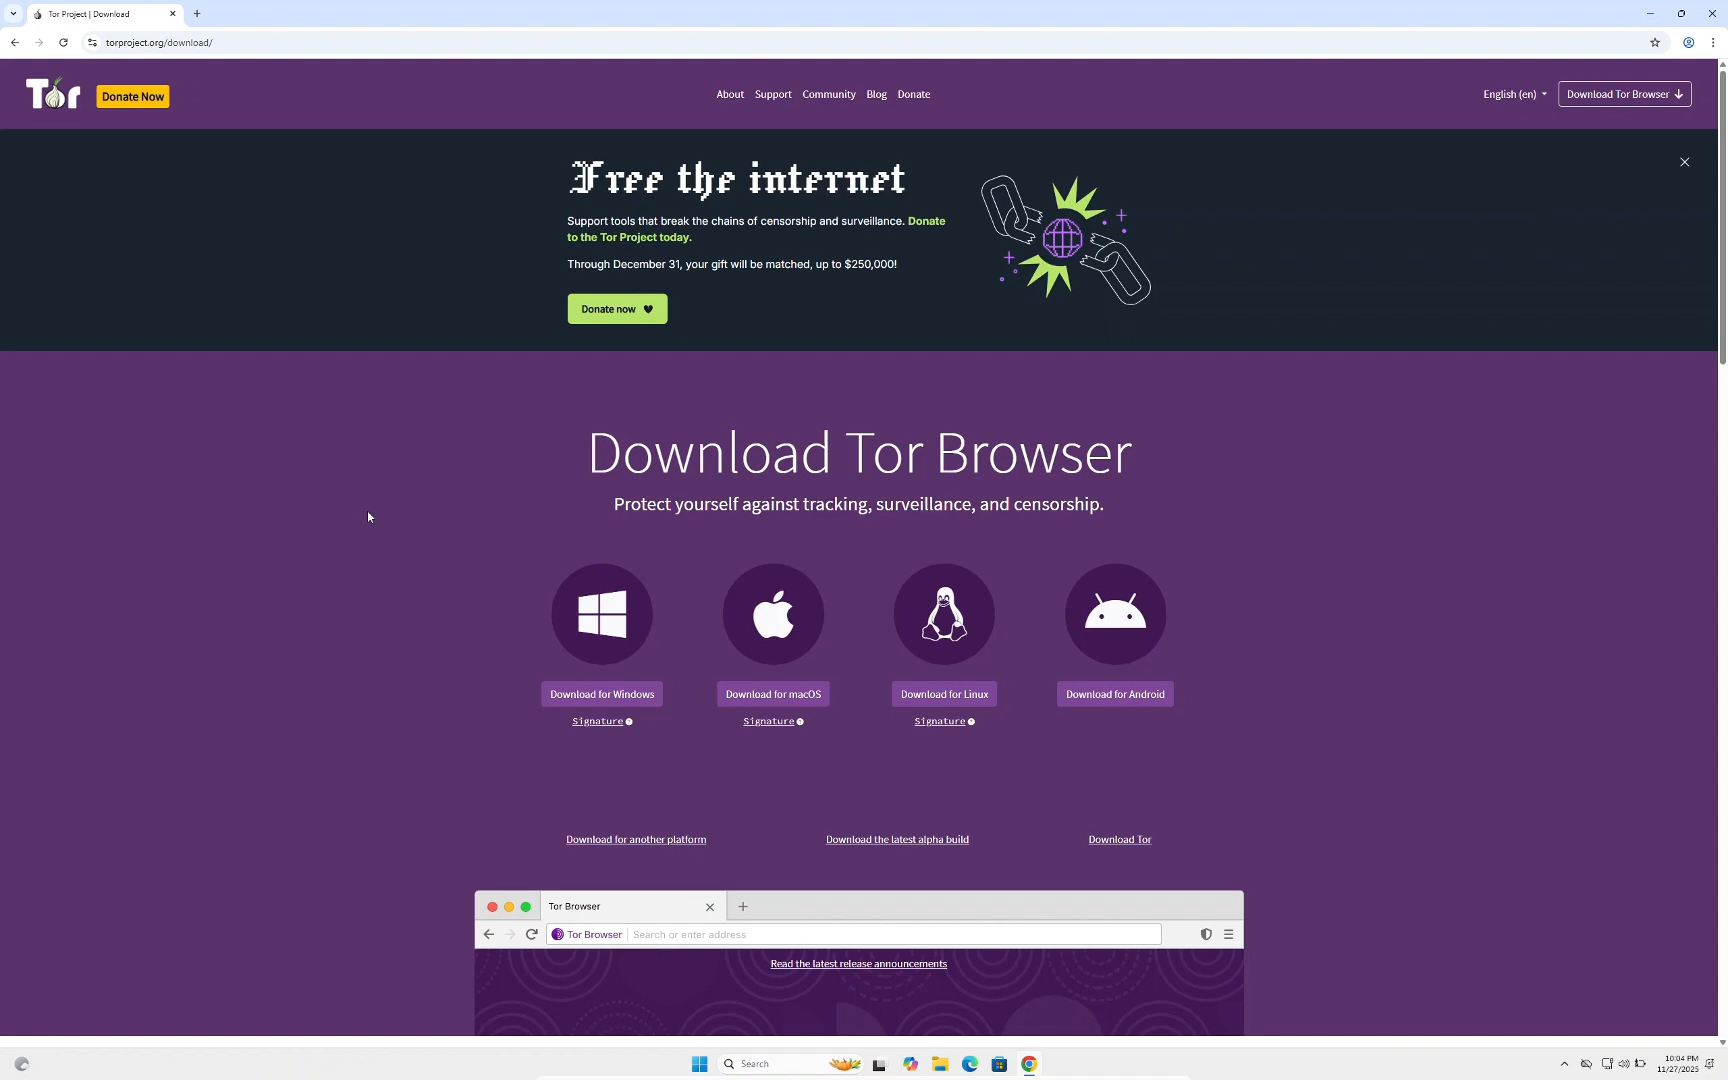 Tor Project | Download
torproject.org/download/
Tor
Donate Now
About
Support
Community
Blog
Donate
English (en)
Download Tor Browser
Free the internet
Support tools that break the chains of censorship and surveillance. Donate
to the Tor Project today.
Through December 31, your gift will be matched, up to $250,000!
Donate now
Download Tor Browser
Protect yourself against tracking, surveillance, and censorship.
Download for Windows
Download for macOS
Download for Linux
Download for Android
Signature
Signature
Signature
Download for another platform
Download the latest alpha build
Download Tor
Tor Browser
Tor Browser
Search or enter address
Read the latest release announcements
Search
10:04 PM
11/27/2025